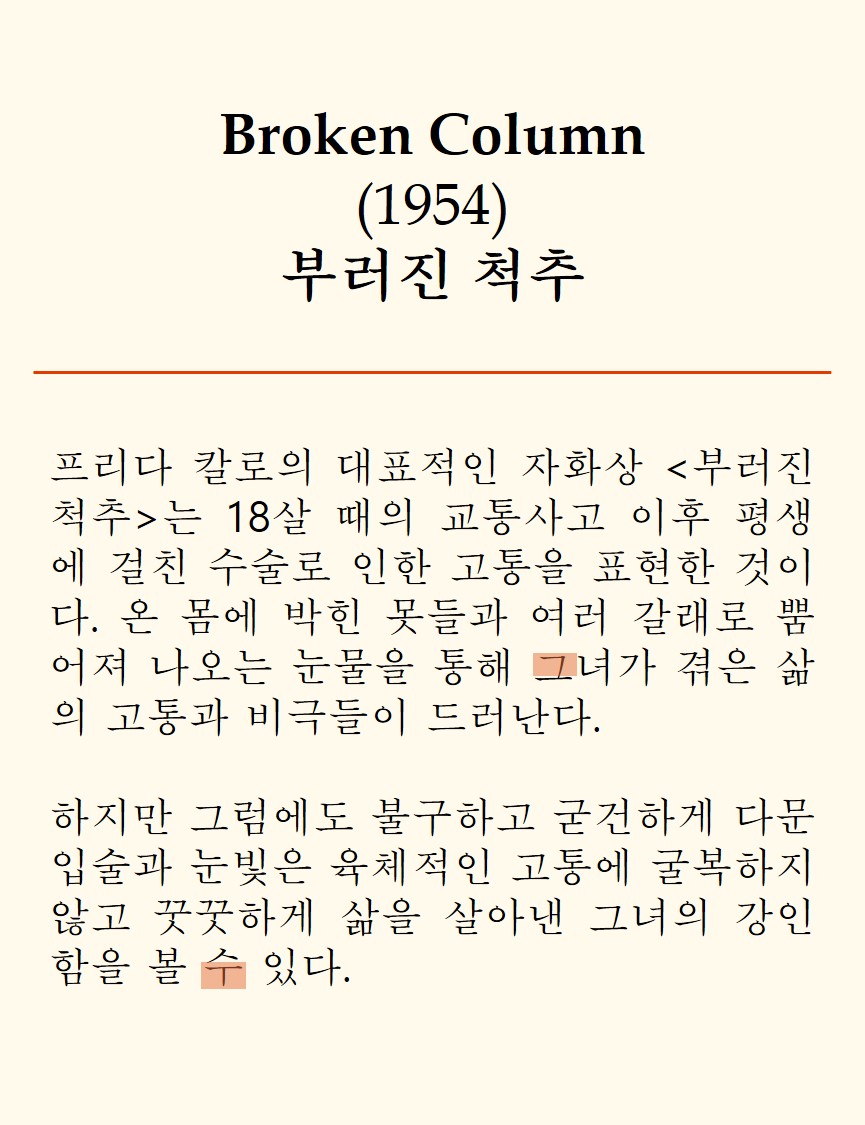 Broken Column
(1954)
부러진 척추
프리다 칼로의 대표적인 자화상 <부러진
척추>는 18살 때의 교통사고 이후 평생
에 걸친 수술로 인한 고통을 표현한 것이
다. 온 몸에 박힌 못들과 여러 갈래로 뿜
어져 나오는 눈물을 통해 그녀가 겪은 삶
의 고통과 비극들이 드러난다.
하지만 그럼에도 불구하고 굳건하게 다문
입술과 눈빛은 육체적인 고통에 굴복하지
않고 꿋꿋하게 삶을 살아낸 그녀의 강인
함을 볼 수 있다.